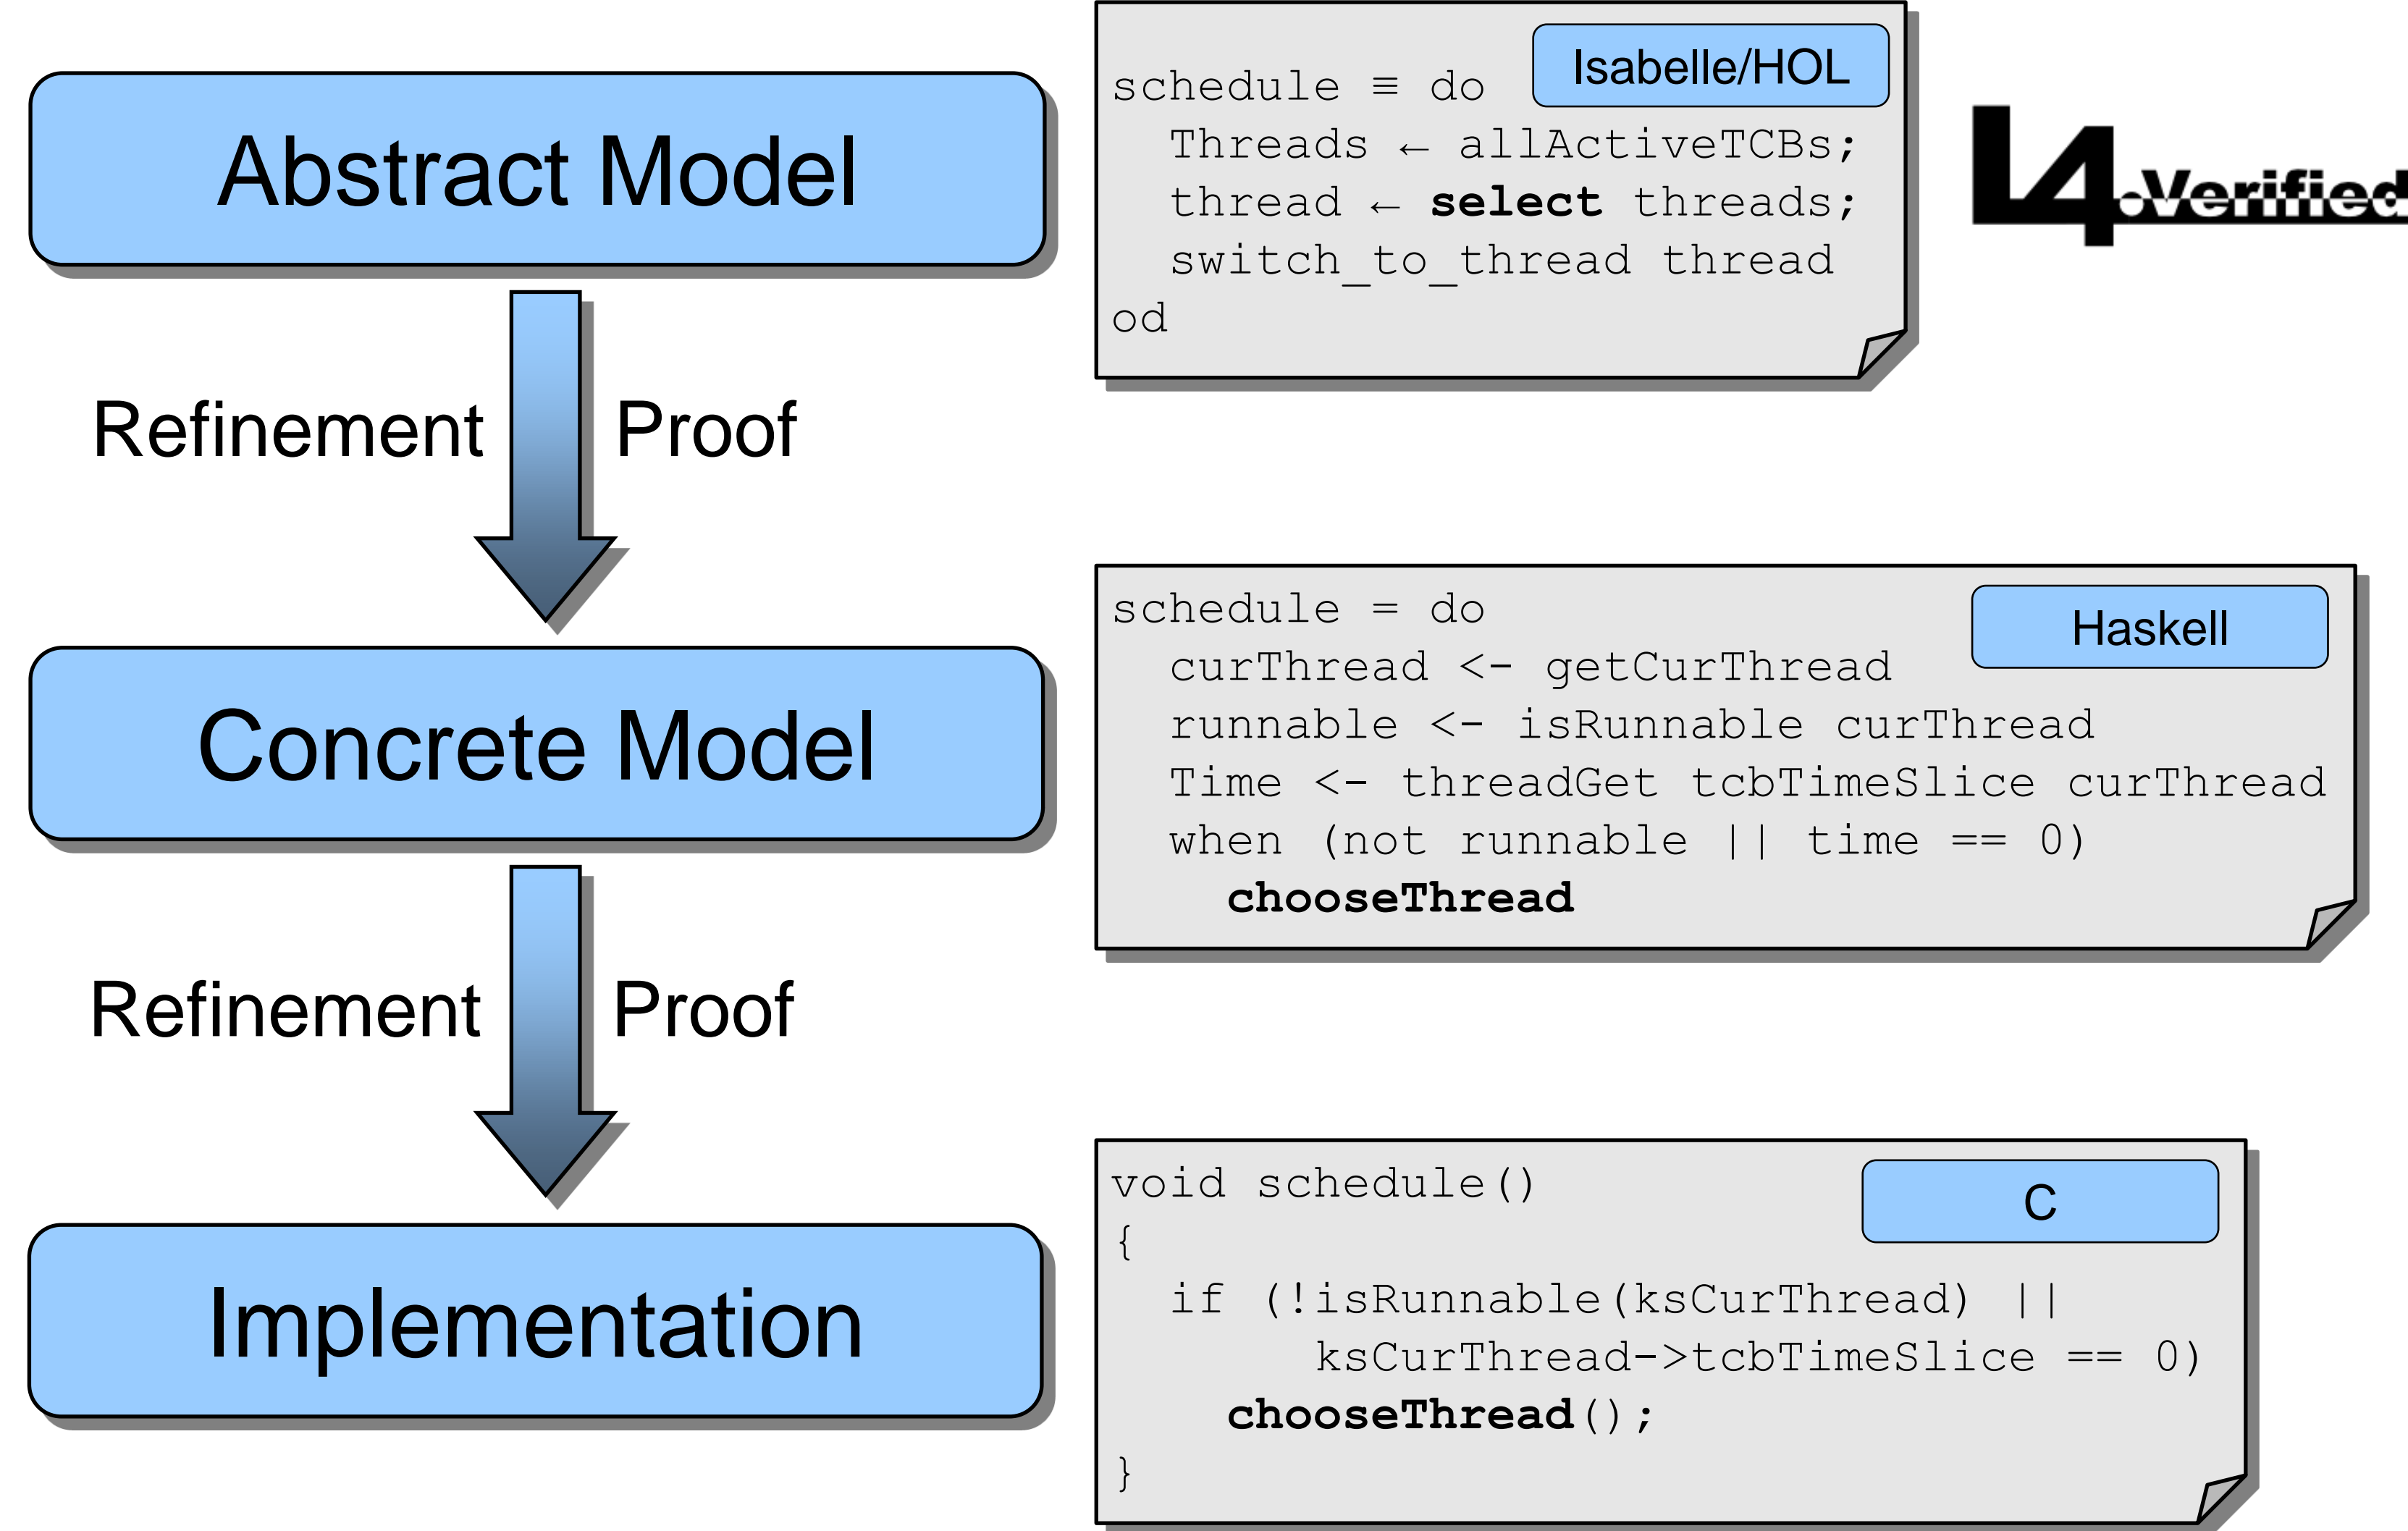 Abstract Model
Isabelle/HOL
schedule ≡ do
Threads ← allActiveTCBs;
thread ← select threads;
switch_to_thread thread
od
L4.Verified
Refinement Proof
Concrete Model
Haskell
schedule = do
curThread <- getCurThread
runnable <- isRunnable curThread
Time <- threadGet tcbTimeSlice curThread
when (not runnable || time == 0)
chooseThread
Refinement Proof
Implementation
C
void schedule()
{
if (!isRunnable(ksCurThread) ||
ksCurThread->tcbTimeSlice == 0)
chooseThread();
}